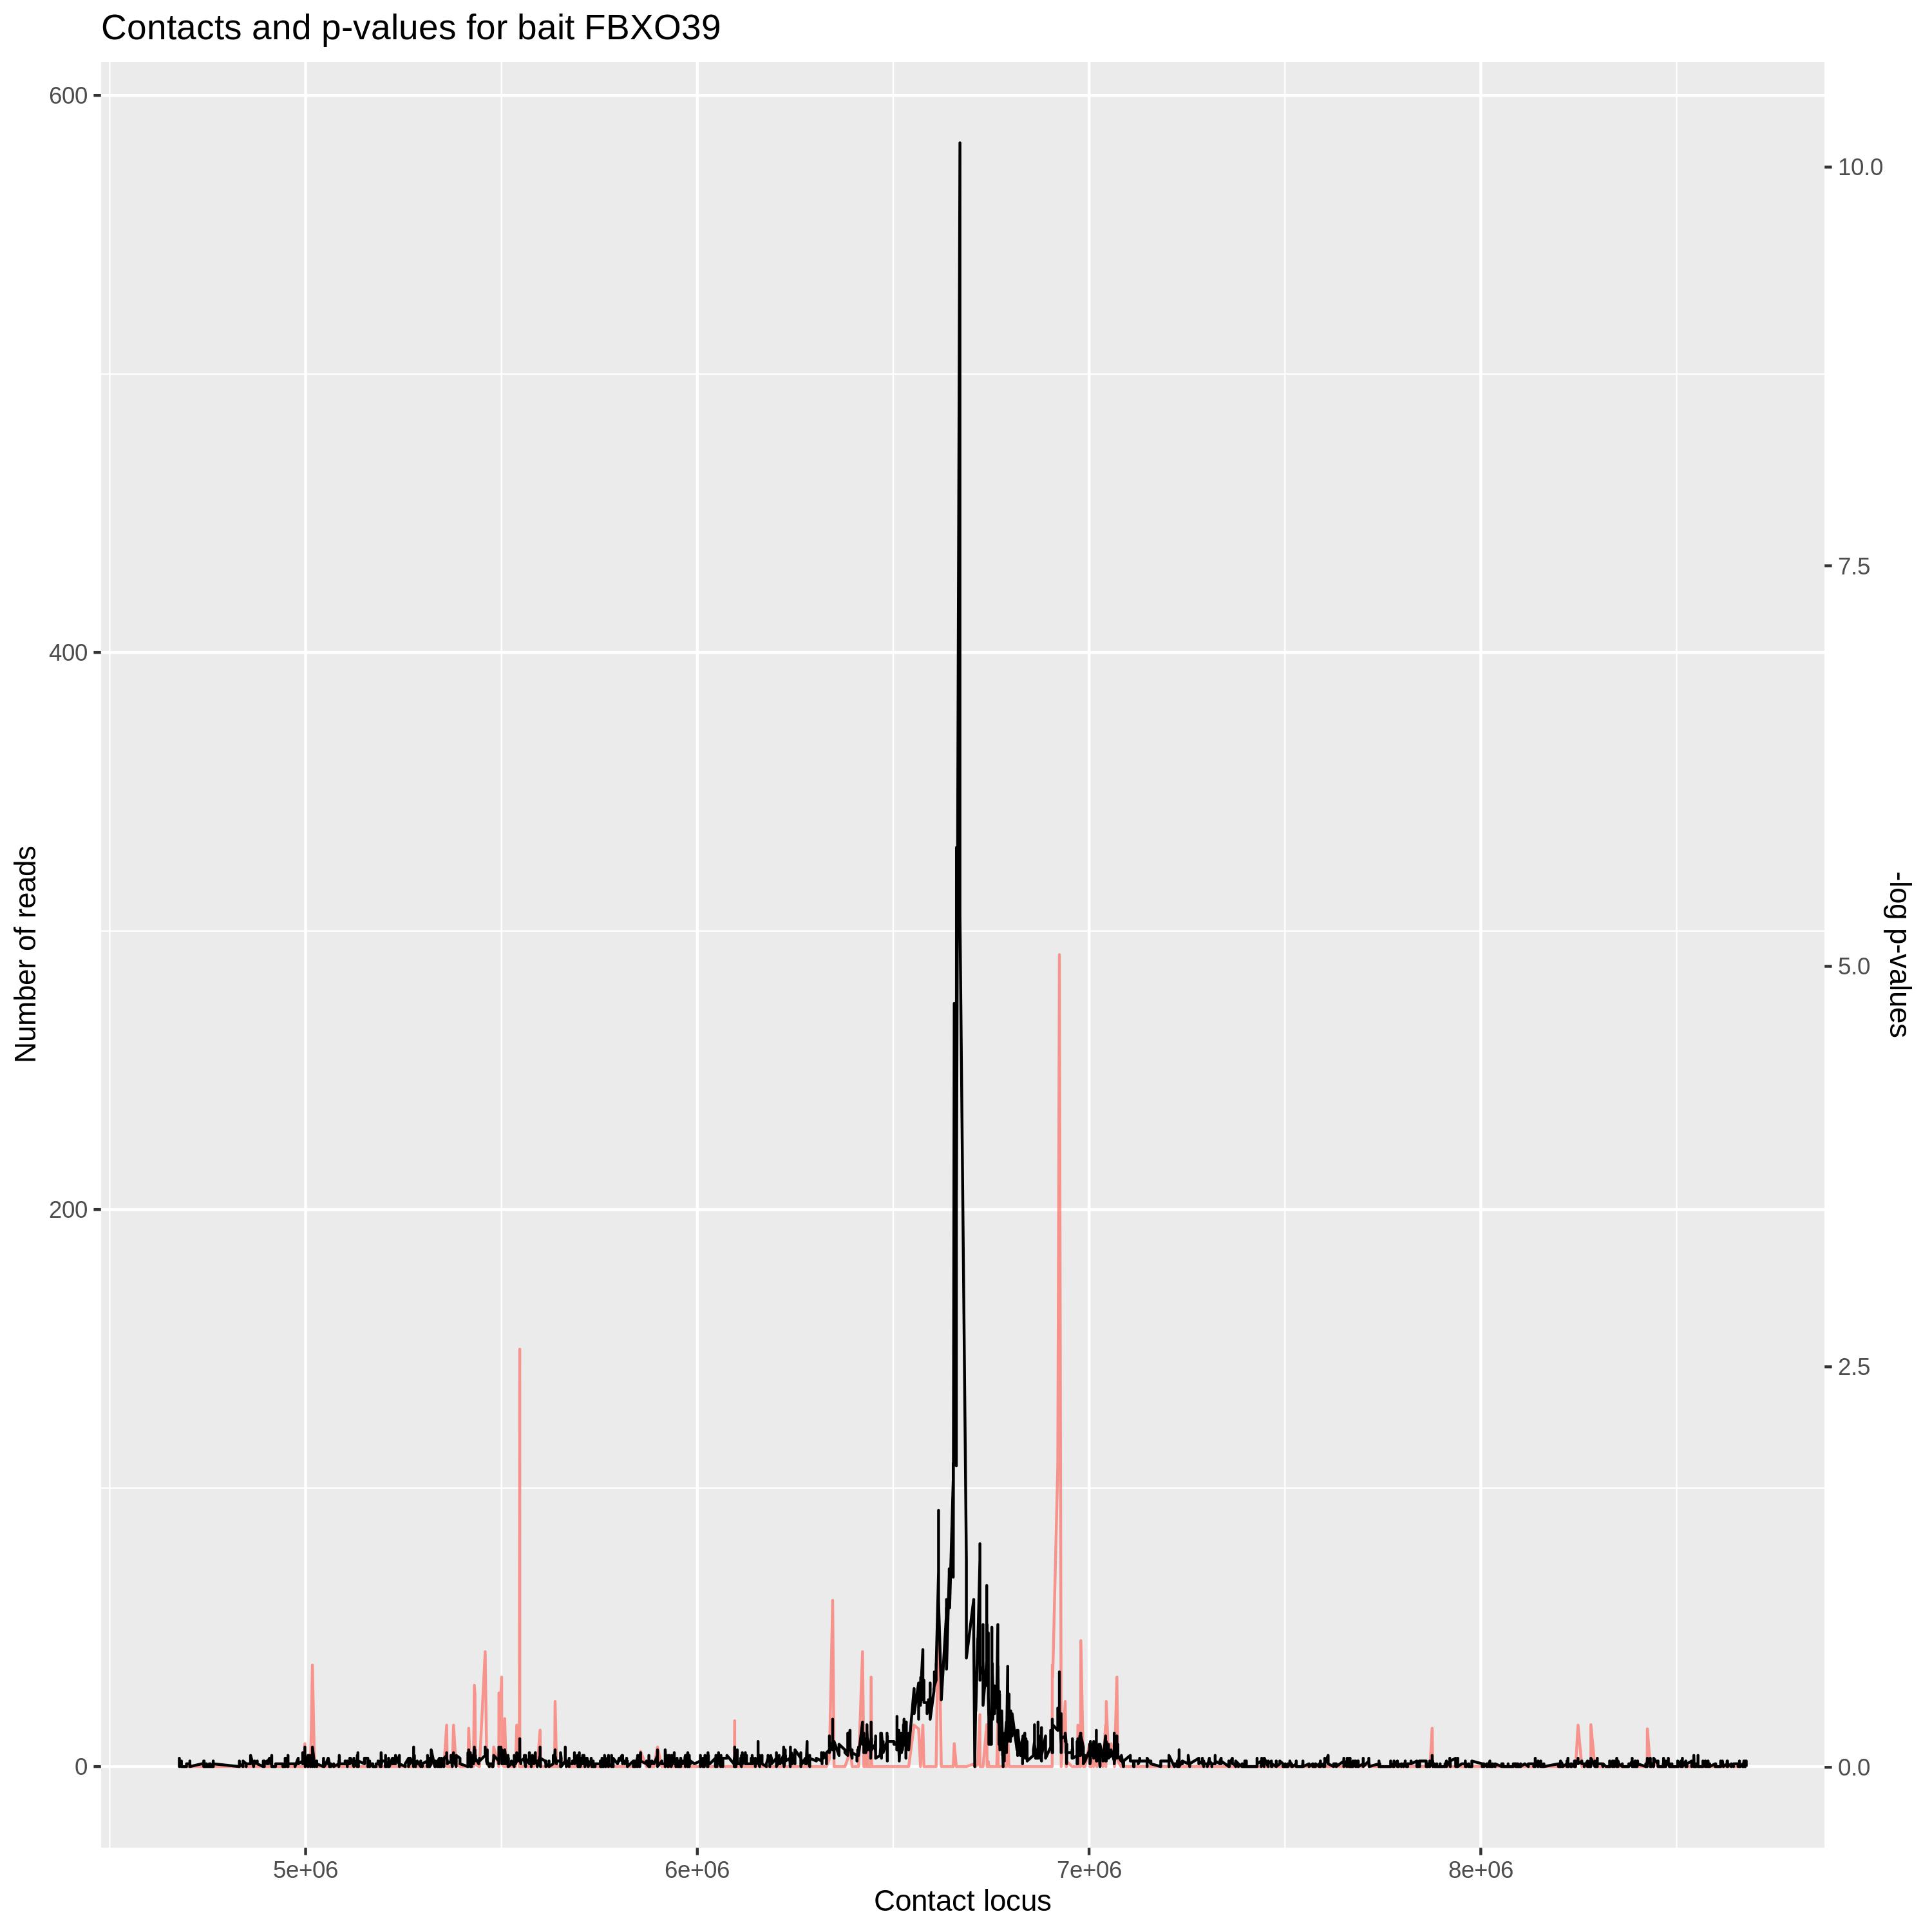 Contacts and p-values for bait FBXO39
600
400
200
0
Number of reads
10.0
7.5
5.0
2.5
0.0
-log p-values
5e+06
6e+06
7e+06
8e+06
Contact locus